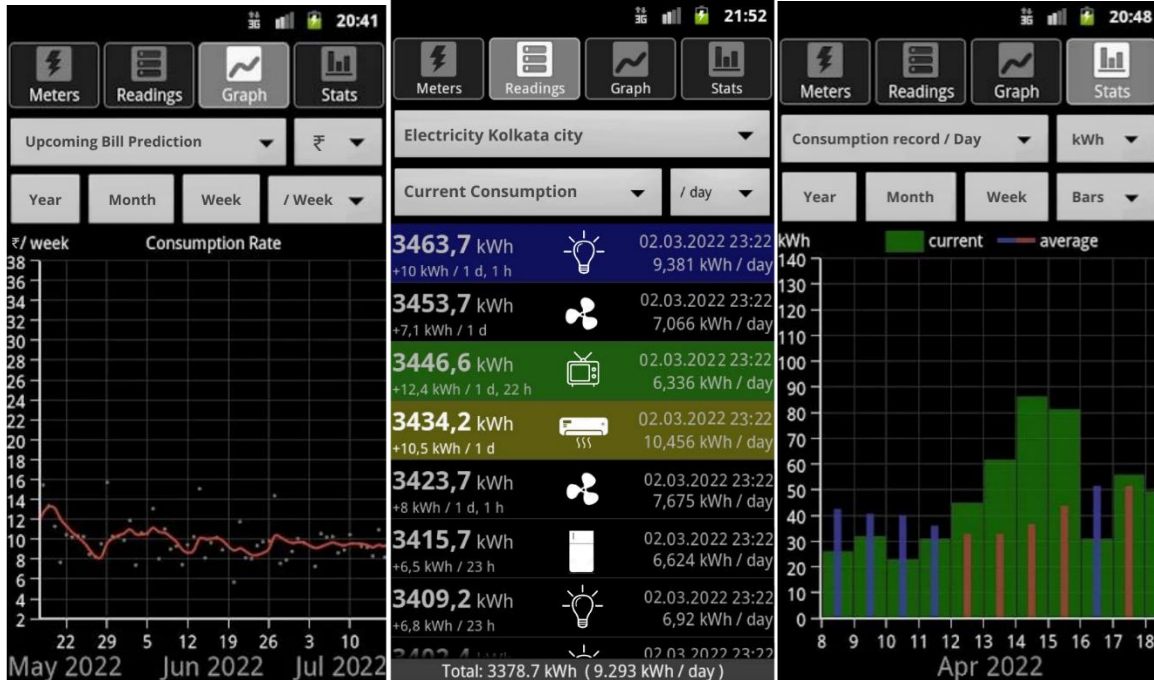 3G 20:41
Meters Readings Graph Stats
Upcoming Bill Prediction ₹
Year Month Week / Week
₹/ week Consumption Rate
38
36
34
32
30
28
26
24
22
20
18
16
14
12
10
8
6
4
2
22 29 5 12 19 26 3 10
May 2022 Jun 2022 Jul 2022
3G 21:52
Meters Readings Graph Stats
Electricity Kolkata city
Current Consumption / day
3463,7 kWh 02.03.2022 23:22
+10 kWh / 1 d, 1 h 9,381 kWh / day
3453,7 kWh 02.03.2022 23:22
+7,1 kWh / 1 d 7,066 kWh / day
3446,6 kWh 02.03.2022 23:22
+12,4 kWh / 1 d, 22 h 6,336 kWh / day
3434,2 kWh 02.03.2022 23:22
+10,5 kWh / 1 d 10,456 kWh / day
3423,7 kWh 02.03.2022 23:22
+8 kWh / 1 d, 1 h 7,675 kWh / day
3415,7 kWh 02.03.2022 23:22
+6,5 kWh / 23 h 6,624 kWh / day
3409,2 kWh 02.03.2022 23:22
+6,8 kWh / 23 h 6,92 kWh / day
3402,4 kWh 02.03.2022 23:22
Total: 3378.7 kWh ( 9.293 kWh / day )
3G 20:48
Meters Readings Graph Stats
Consumption record / Day kWh
Year Month Week Bars
kWh current average
140
130
120
100
90
80
70
60
50
40
30
20
10
0
8 9 10 11 12 13 14 15 16 17 18
Apr 2022